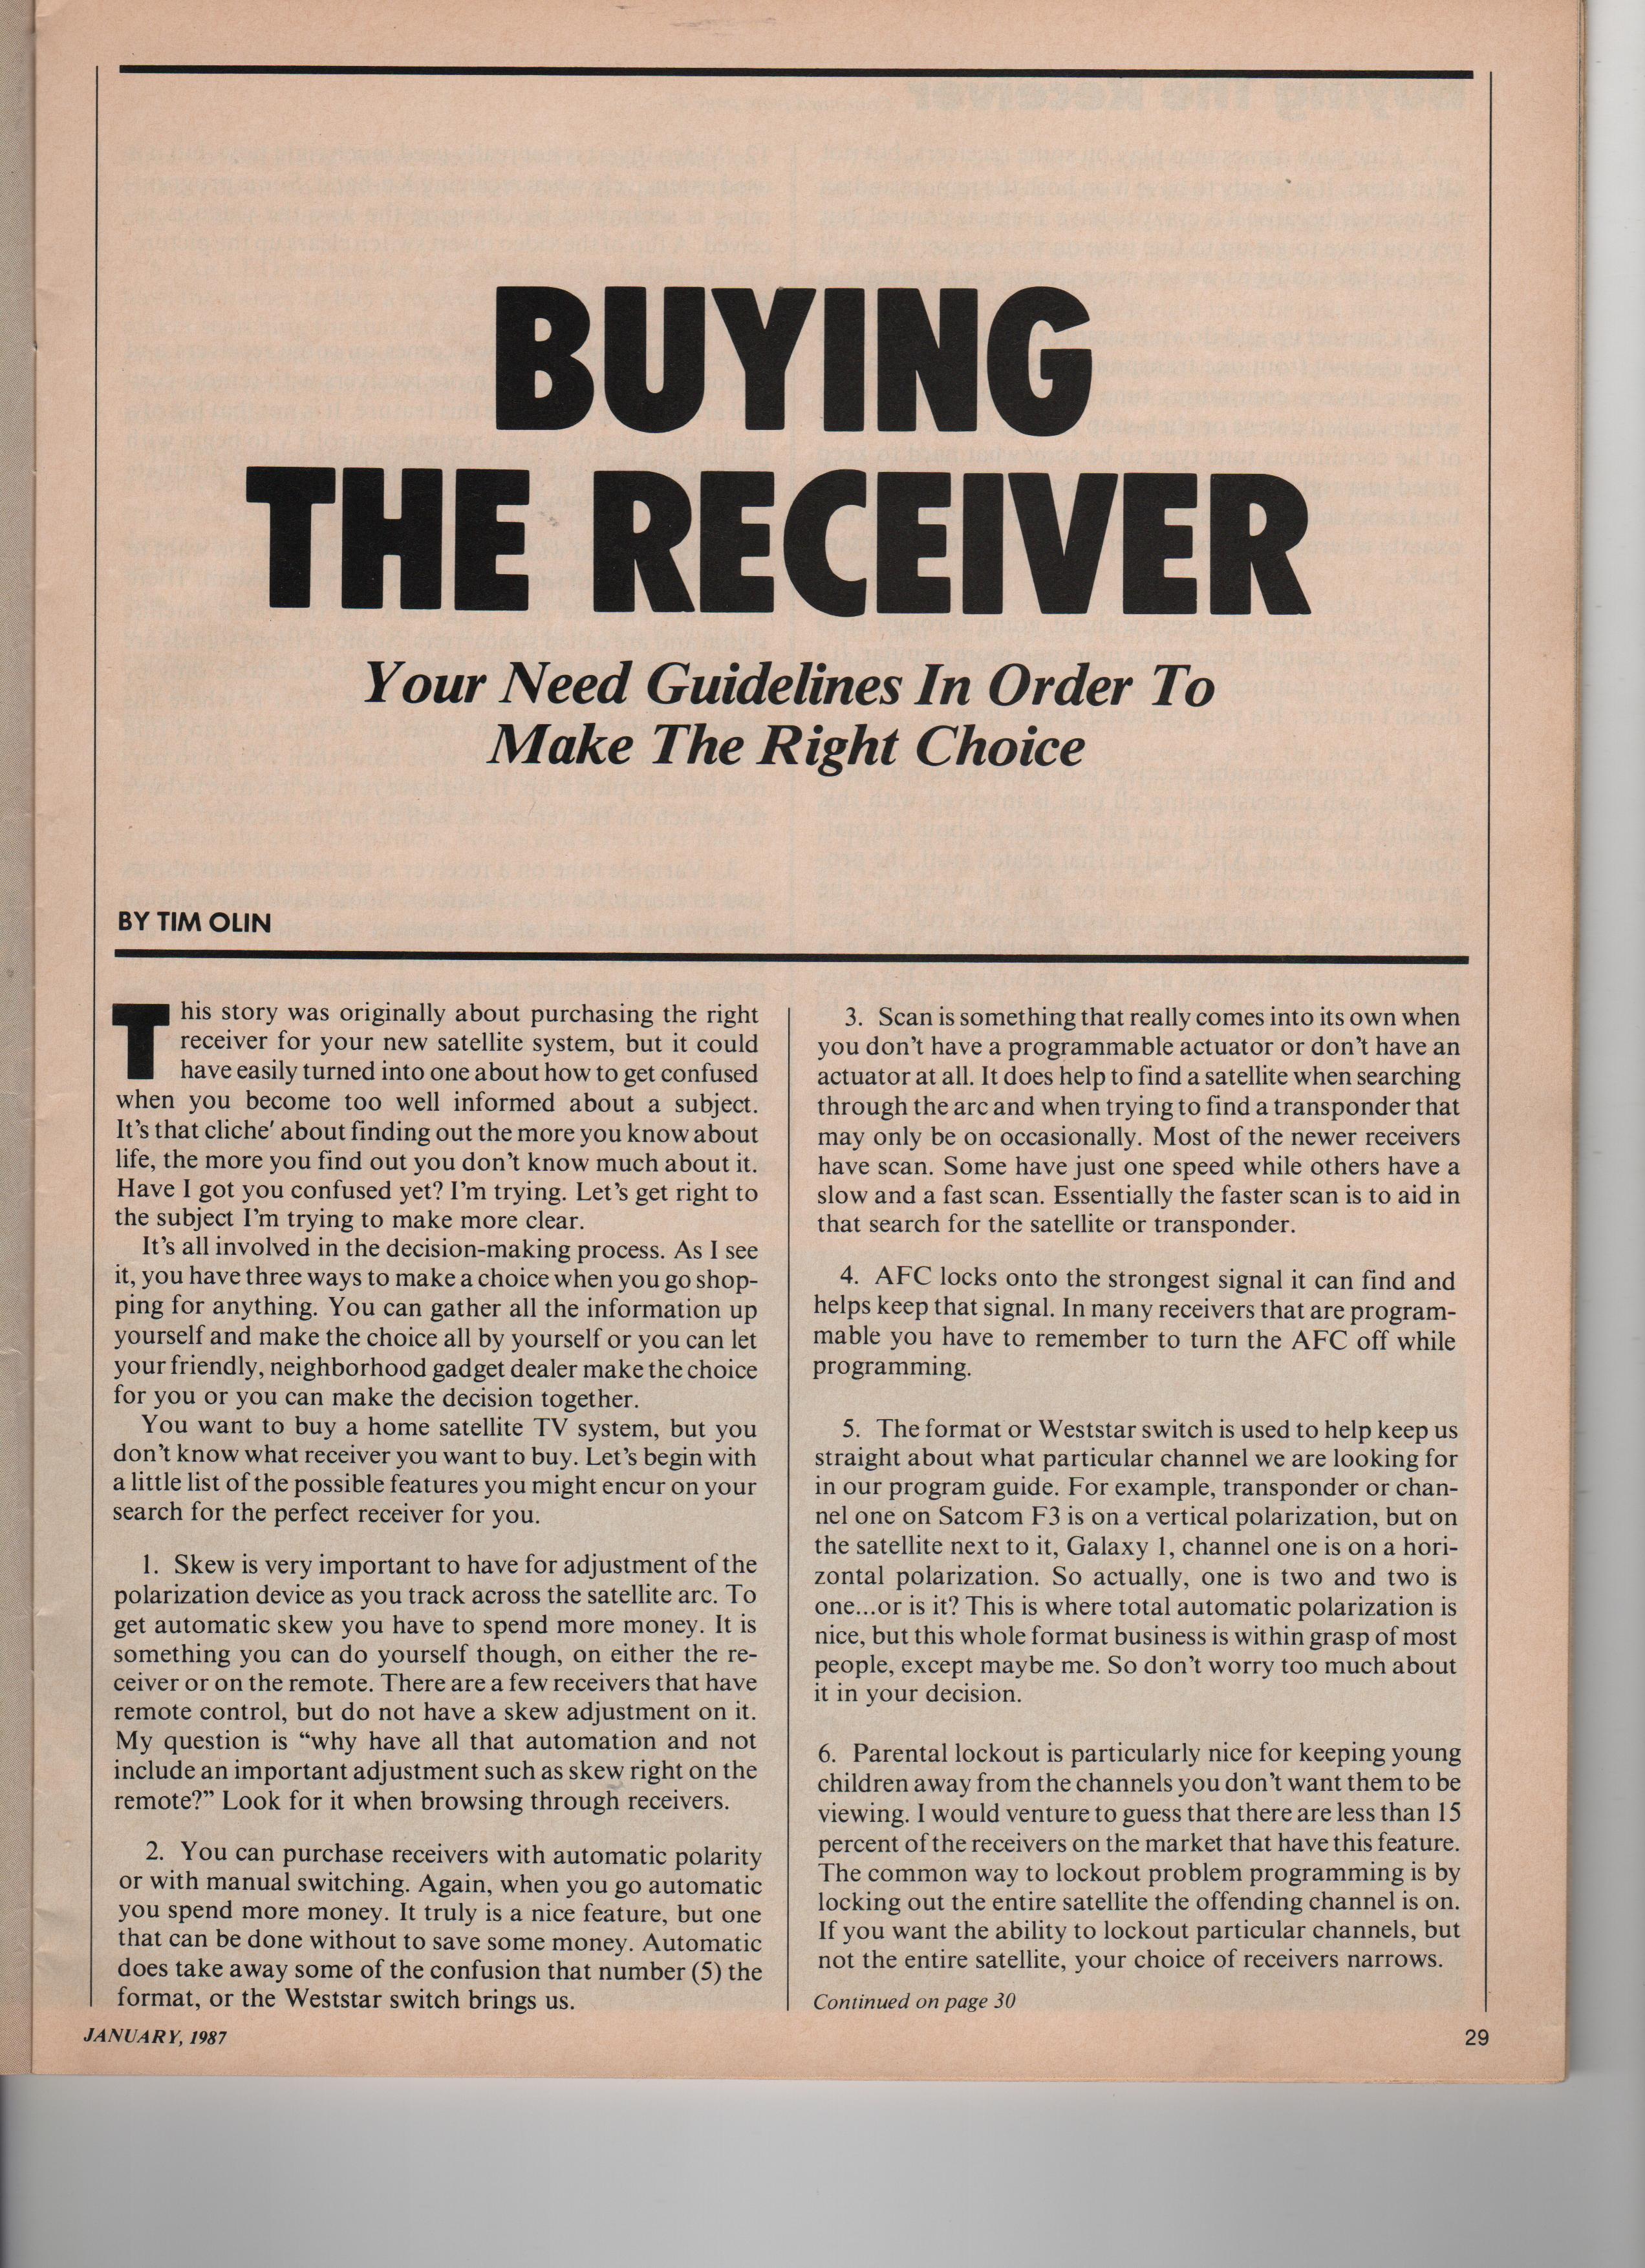 BUYING
THE RECEIVER
Your Need Guidelines In Order To
Make The Right Choice
BY TIM OLIN
This story was originally about purchasing the right
receiver for your new satellite system, but it could
have easily turned into one about how to get confused
when you become too well informed about a subject.
It's that cliche' about finding out the more you know about
life, the more you find out you don't know much about it.
Have I got you confused yet? I'm trying. Let's get right to
the subject I'm trying to make more clear.
It's all involved in the decision-making process. As I see
it, you have three ways to make a choice when you go shop-
ping for anything. You can gather all the information up
yourself and make the choice all by yourself or you can let
your friendly, neighborhood gadget dealer make the choice
for you or you can make the decision together.
You want to buy a home satellite TV system, but you
don't know what receiver you want to buy. Let's begin with
a little list of the possible features you might encur on your
search for the perfect receiver for you.
1. Skew is very important to have for adjustment of the
polarization device as you track across the satellite arc. To
get automatic skew you have to spend more money. It is
something you can do yourself though, on either the re-
ceiver or on the remote. There are a few receivers that have
remote control, but do not have a skew adjustment on it.
My question is “why have all that automation and not
include an important adjustment such as skew right on the
remote?” Look for it when browsing through receivers.
2. You can purchase receivers with automatic polarity
or with manual switching. Again, when you go automatic
you spend more money. It truly is a nice feature, but one
that can be done without to save some money. Automatic
does take away some of the confusion that number (5) the
format, or the Weststar switch brings us.
3. Scan is something that really comes into its own when
you don't have a programmable actuator or don't have an
actuator at all. It does help to find a satellite when searching
through the arc and when trying to find a transponder that
may only be on occasionally. Most of the newer receivers
have scan. Some have just one speed while others have a
slow and a fast scan. Essentially the faster scan is to aid in
that search for the satellite or transponder.
4. AFC locks onto the strongest signal it can find and
helps keep that signal. In many receivers that are program-
mable you have to remember to turn the AFC off while
programming.
5. The format or Weststar switch is used to help keep us
straight about what particular channel we are looking for
in our program guide. For example, transponder or chan-
nel one on Satcom F3 is on a vertical polarization, but on
the satellite next to it, Galaxy 1, channel one is on a hori-
zontal polarization. So actually, one is two and two is
one...or is it? This is where total automatic polarization is
nice, but this whole format business is within grasp of most
people, except maybe me. So don't worry too much about
it in your decision.
6. Parental lockout is particularly nice for keeping young
children away from the channels you don't want them to be
viewing. I would venture to guess that there are less than 15
percent of the receivers on the market that have this feature.
The common way to lockout problem programming is by
locking out the entire satellite the offending channel is on.
If you want the ability to lockout particular channels, but
not the entire satellite, your choice of receivers narrows.
Continued on page 30
JANUARY, 1987
29